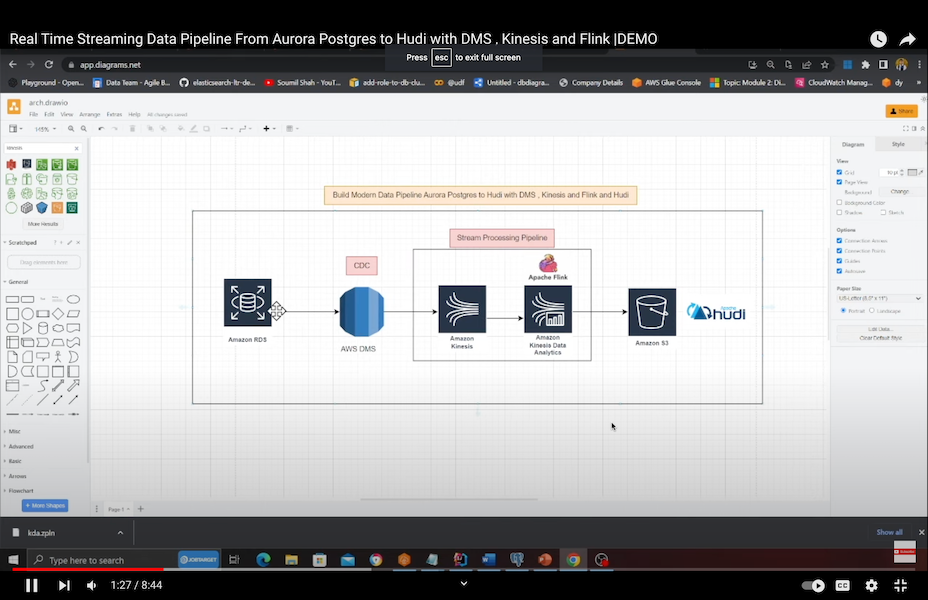 Real Time Streaming Data Pipeline From Aurora Postgres to Hudi with DMS , Kinesis and Flink |DEMO
Press esc to exit full screen
app.diagrams.net
Playground - Open...
Data Team - Agile B...
elasticsearch-ltr-de...
Soumil Shah - YouT...
add-role-to-db-clu...
@udf
Untitled - dbdiagra...
Company Details
AWS Glue Console
Topic: Module 2: Di...
CloudWatch Manag...
dy
»
arch.drawio
File Edit View Arrange Extras Help All changes saved
Share
145%
More Results
Scratchpad
Drag elements here
General
Misc
Advanced
Basic
Arrows
Flowchart
+ More Shapes
Build Modern Data Pipeline Aurora Postgres to Hudi with DMS , Kinesis and Flink and Hudi
Stream Processing Pipeline
CDC
Apache Flink
Amazon RDS
AWS DMS
Amazon
Kinesis
Amazon
Kinesis Data
Analytics
Amazon S3
hudi
Page-1
Diagram Style
View
Grid 10 pt
Page View
Background Change
Background Color
Shadow Sketch
Options
Connection Arrows
Connection Points
Guides
Autosave
Paper Size
US-Letter (8.5" x 11")
Portrait Landscape
Edit Data...
Clear Default Style
kda.zpln
Show all
Type here to search
JOBTARGET
1:27 / 8:44
CC